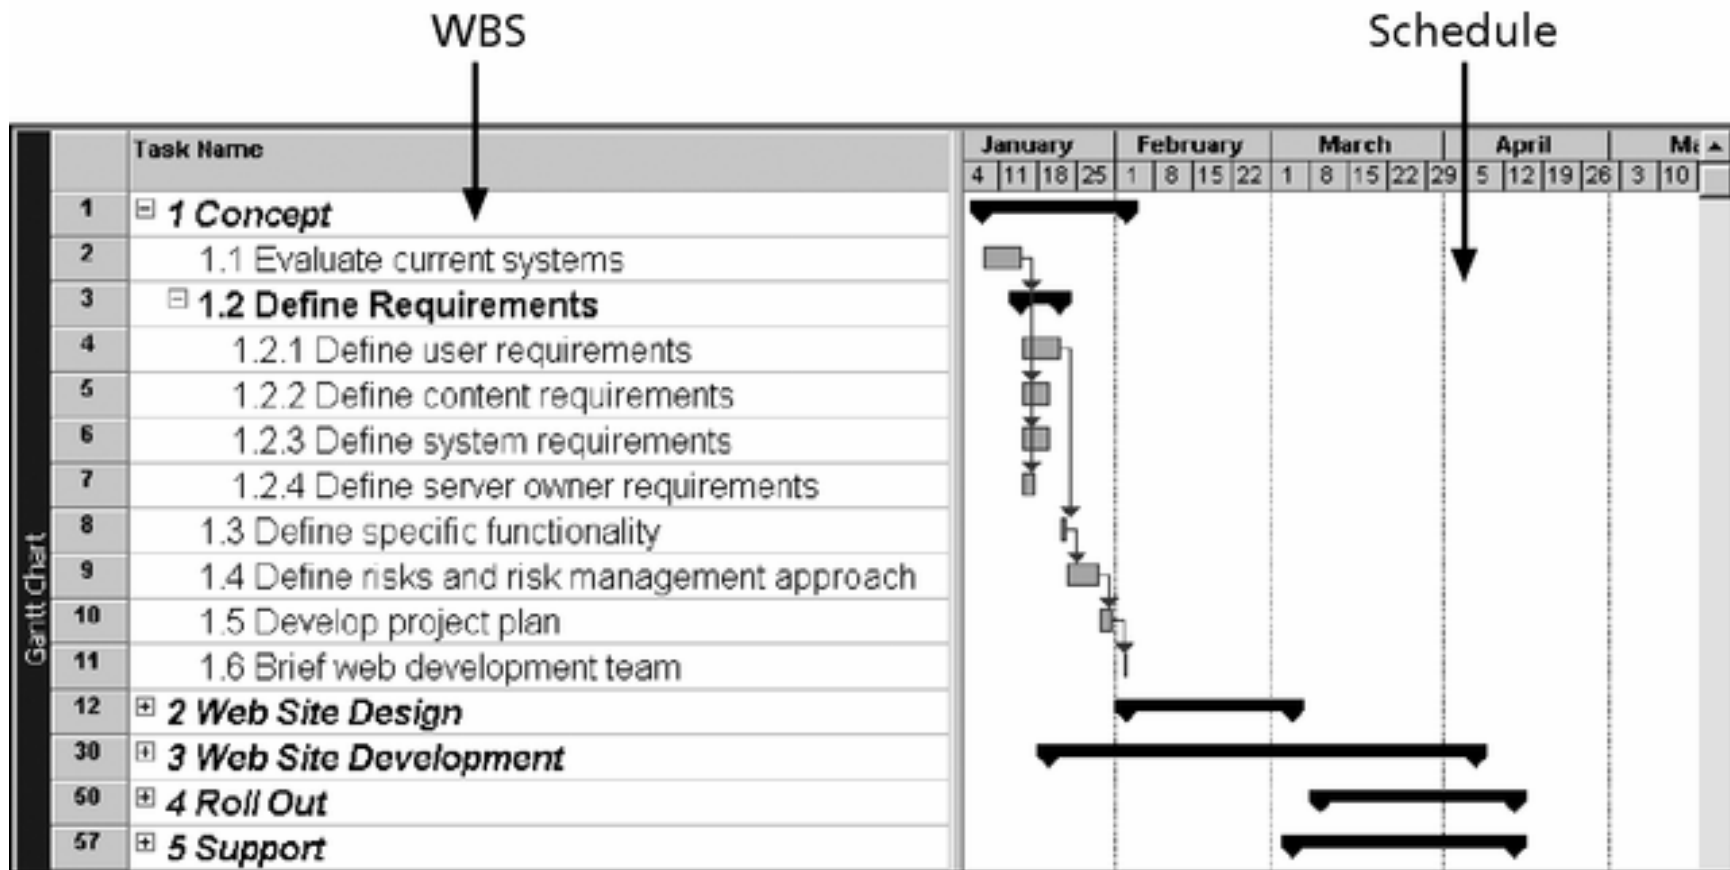 WBS Schedule
Task Name January February March April
4 11 18 25 1 8 15 22 1 8 15 22 29 5 12 19 26 3 10
1 1 Concept
2 1.1 Evaluate current systems
3 1.2 Define Requirements
4 1.2.1 Define user requirements
5 1.2.2 Define content requirements
6 1.2.3 Define system requirements
7 1.2.4 Define server owner requirements
8 1.3 Define specific functionality
9 1.4 Define risks and risk management approach
10 1.5 Develop project plan
11 1.6 Brief web development team
12 2 Web Site Design
30 3 Web Site Development
50 4 Roll Out
57 5 Support
Gantt Chart